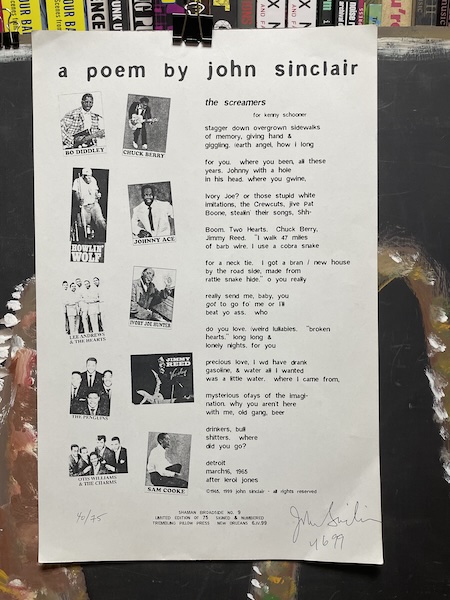 a poem by john sinclair
BO DIDDLEY
CHUCK BERRY
HOWLIN' WOLF
JOHNNY ACE
LEE ANDREWS & THE HEARTS
IVORY JOE HUNTER
THE PENGUINS
JIMMY REED
OTIS WILLIAMS & THE CHARMS
SAM COOKE
the screamers
for kenny schooner
stagger down overgrown sidewalks
of memory, giving hand &
giggling. (earth angel, how i long
for you. where you been, all these
years. Johnny with a hole
in his head. where you gwine,
Ivory Joe? or those stupid white
imitations, the Crewcuts, jive Pat
Boone, stealin their songs, Shh-
Boom. Two Hearts. Chuck Berry,
Jimmy Reed. "I walk 47 miles
of barb wire. I use a cobra snake
for a neck tie. I got a bran / new house
by the road side, made from
rattle snake hide." o you really
really send me, baby, you
got to go fo' me or I'll
beat yo ass. who
do you love. (weird lullabies. "broken
hearts," long long &
lonely nights. for you
precious love, I wd have drank
gasoline, & water all I wanted
was a little water. where I came from,
mysterious ofays of the imagi-
nation, why you aren't here
with me, old gang, beer
drinkers, bull
shitters. where
did you go?
detroit
march16, 1965
after leroi jones
©1965, 1999 john sinclair - all rights reserved
SHAMAN BROADSIDE NO. 9
LIMITED EDITION OF 75 SIGNED & NUMBERED
TREMBLING PILLOW PRESS NEW ORLEANS 6.IV.99
40/75
John Sinclair
4/6/99